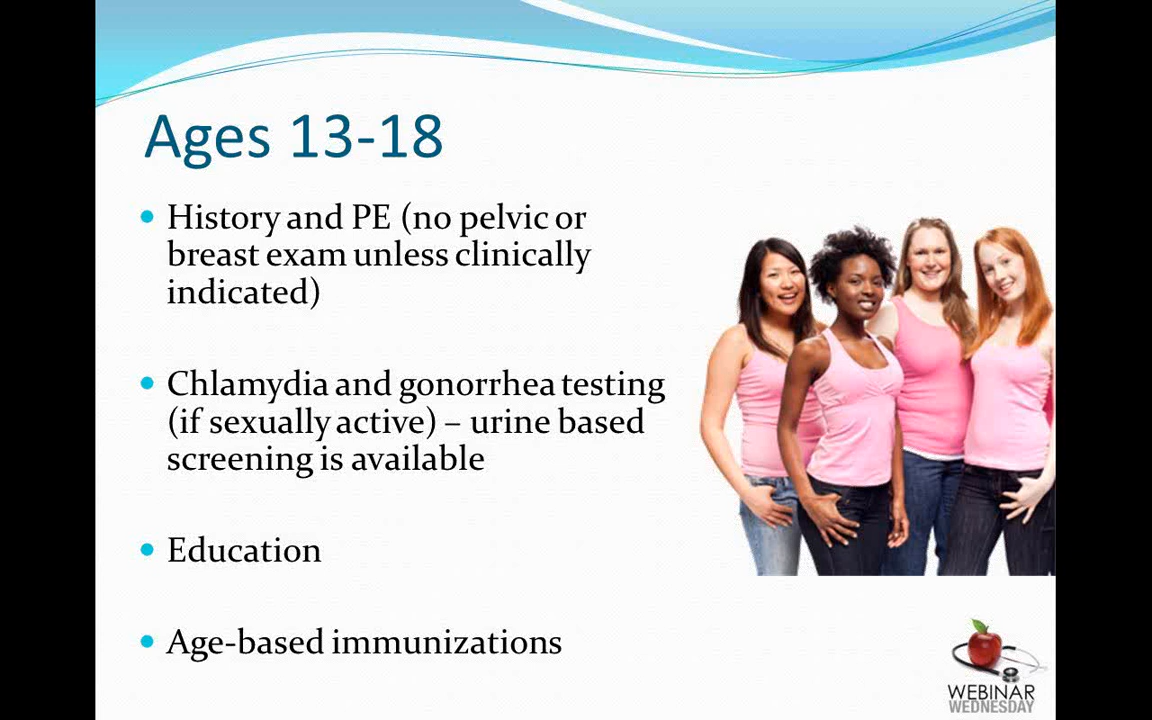 Ages 13-18
• History and PE (no pelvic or
breast exam unless clinically
indicated)
• Chlamydia and gonorrhea testing
(if sexually active) – urine based
screening is available
• Education
• Age-based immunizations
WEBINAR
WEDNESDAY